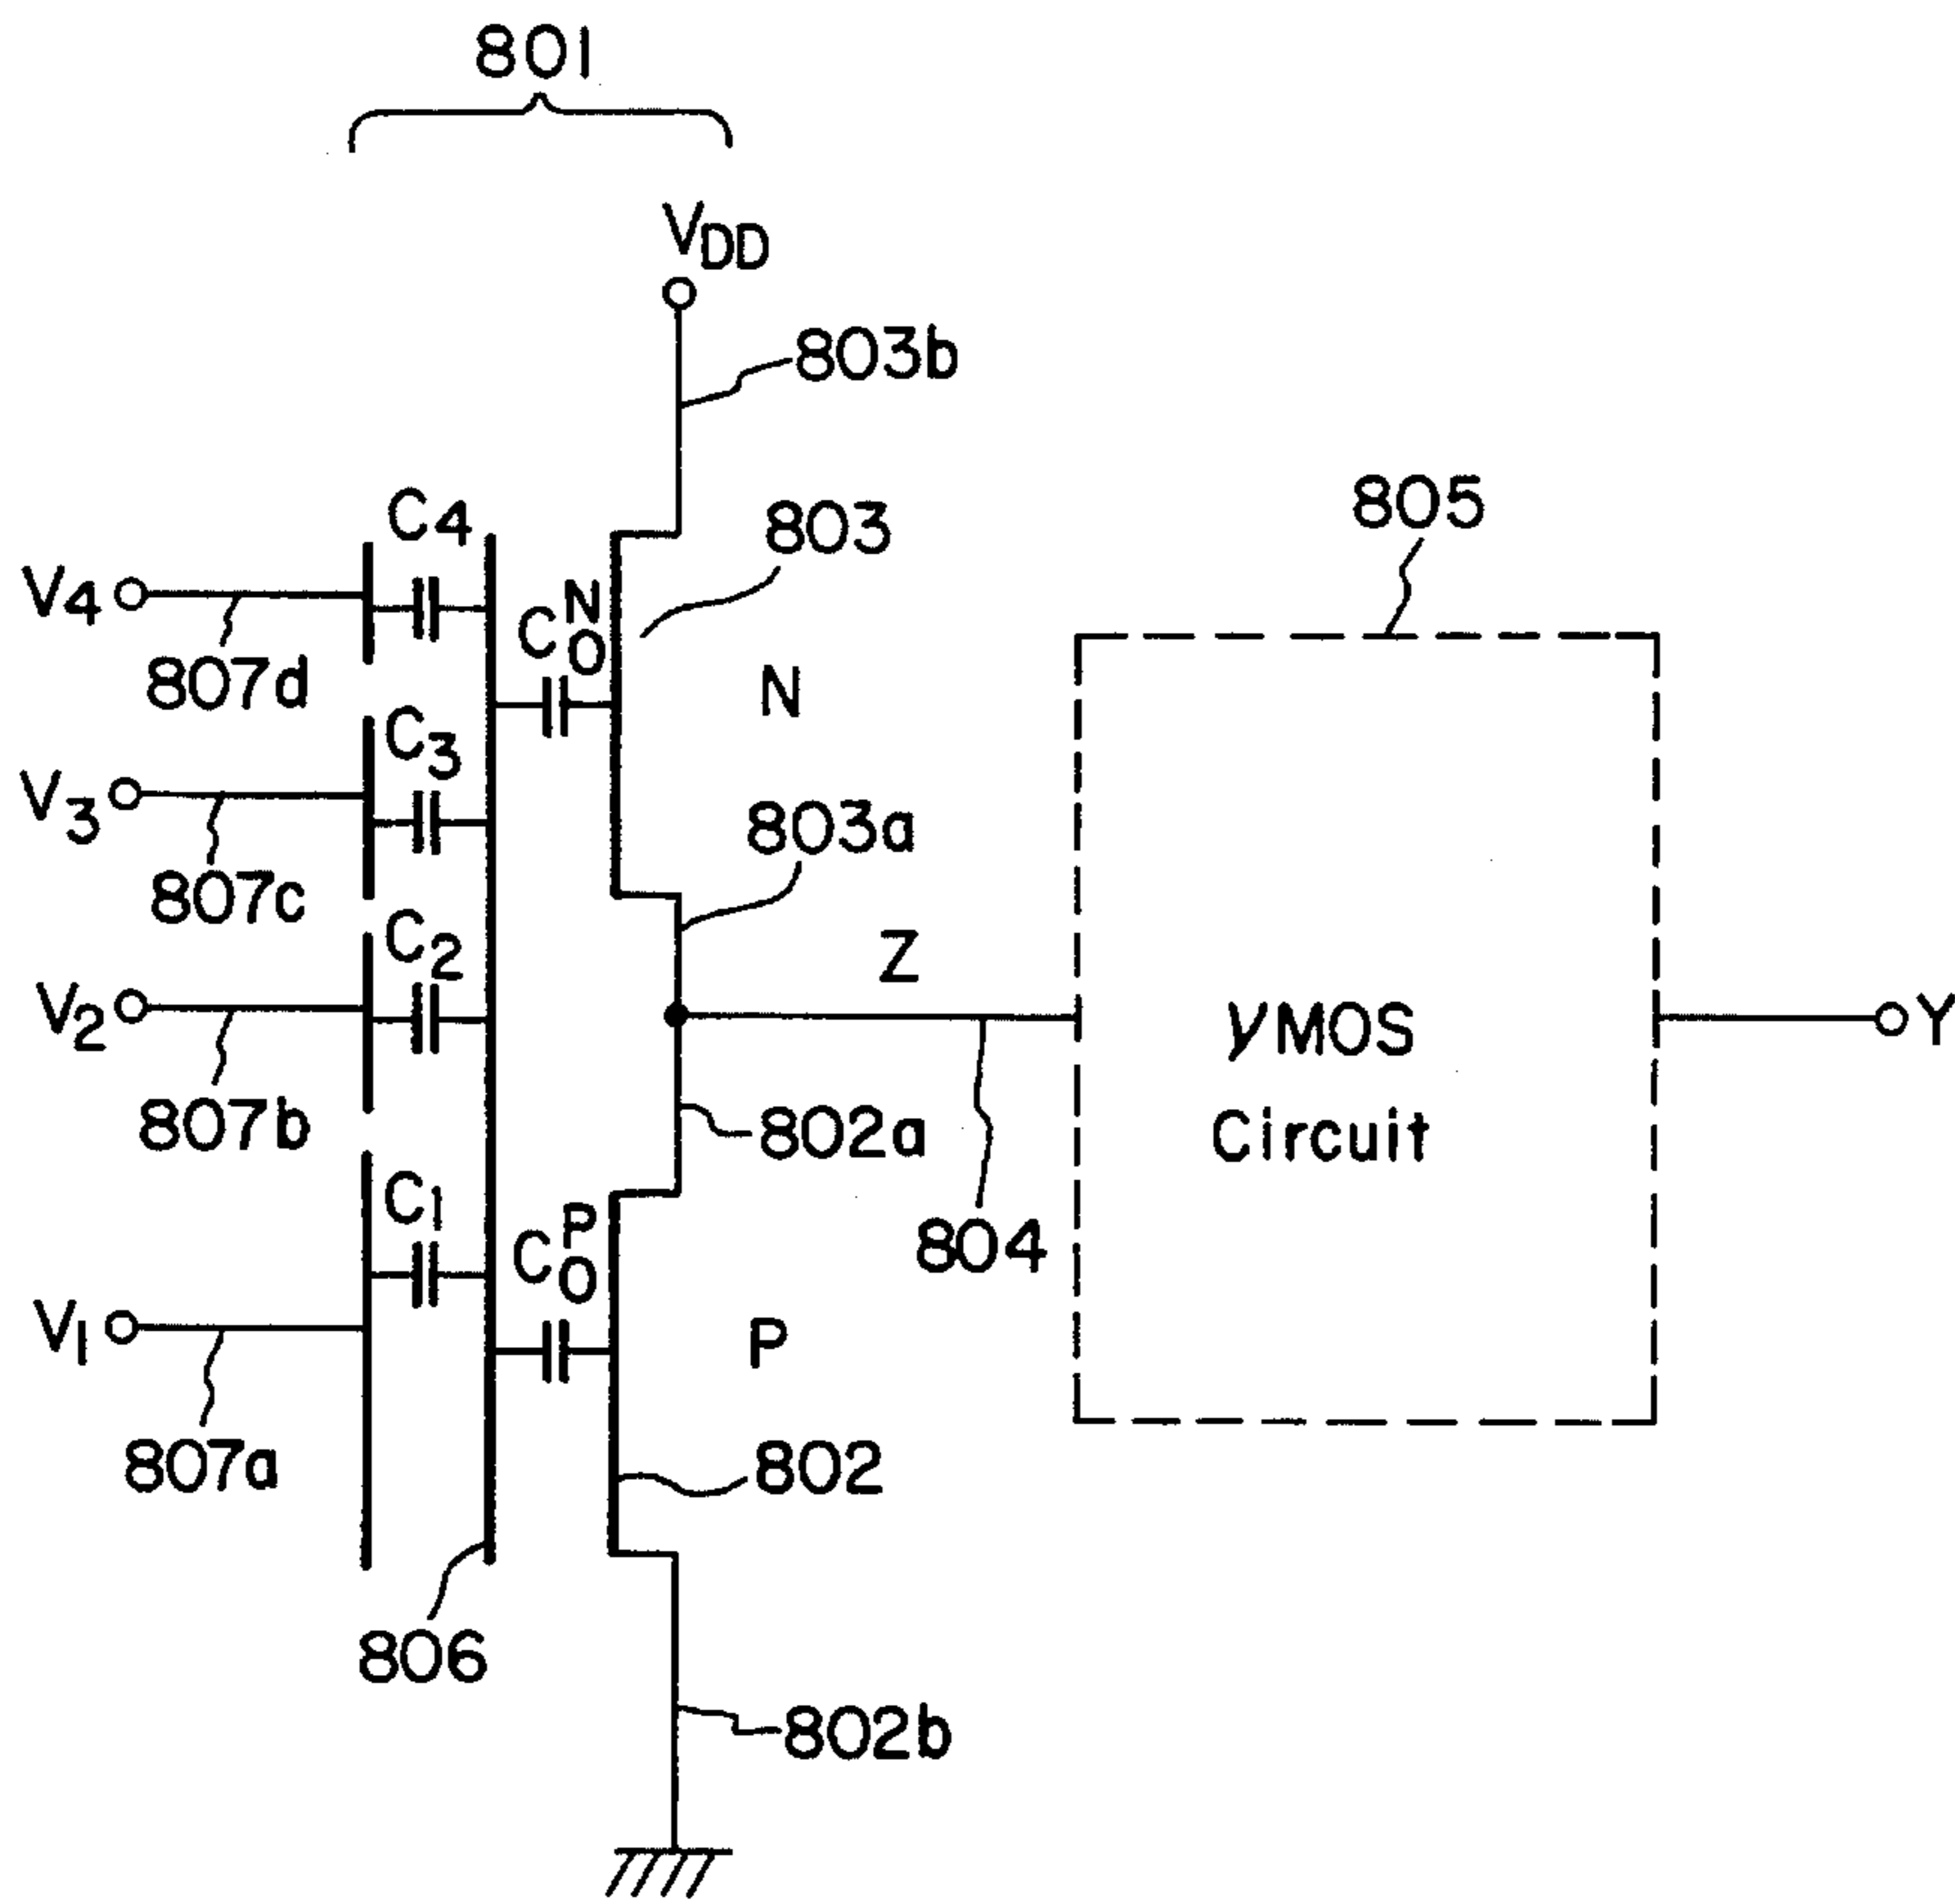 801
VDD
803b
C4
803
805
V4
C0N
807d
N
C3
V3
803a
807c
C2
Z
V2
νMOS
Circuit
Y
807b
802a
C1
C0P
804
V1
P
807a
802
806
802b